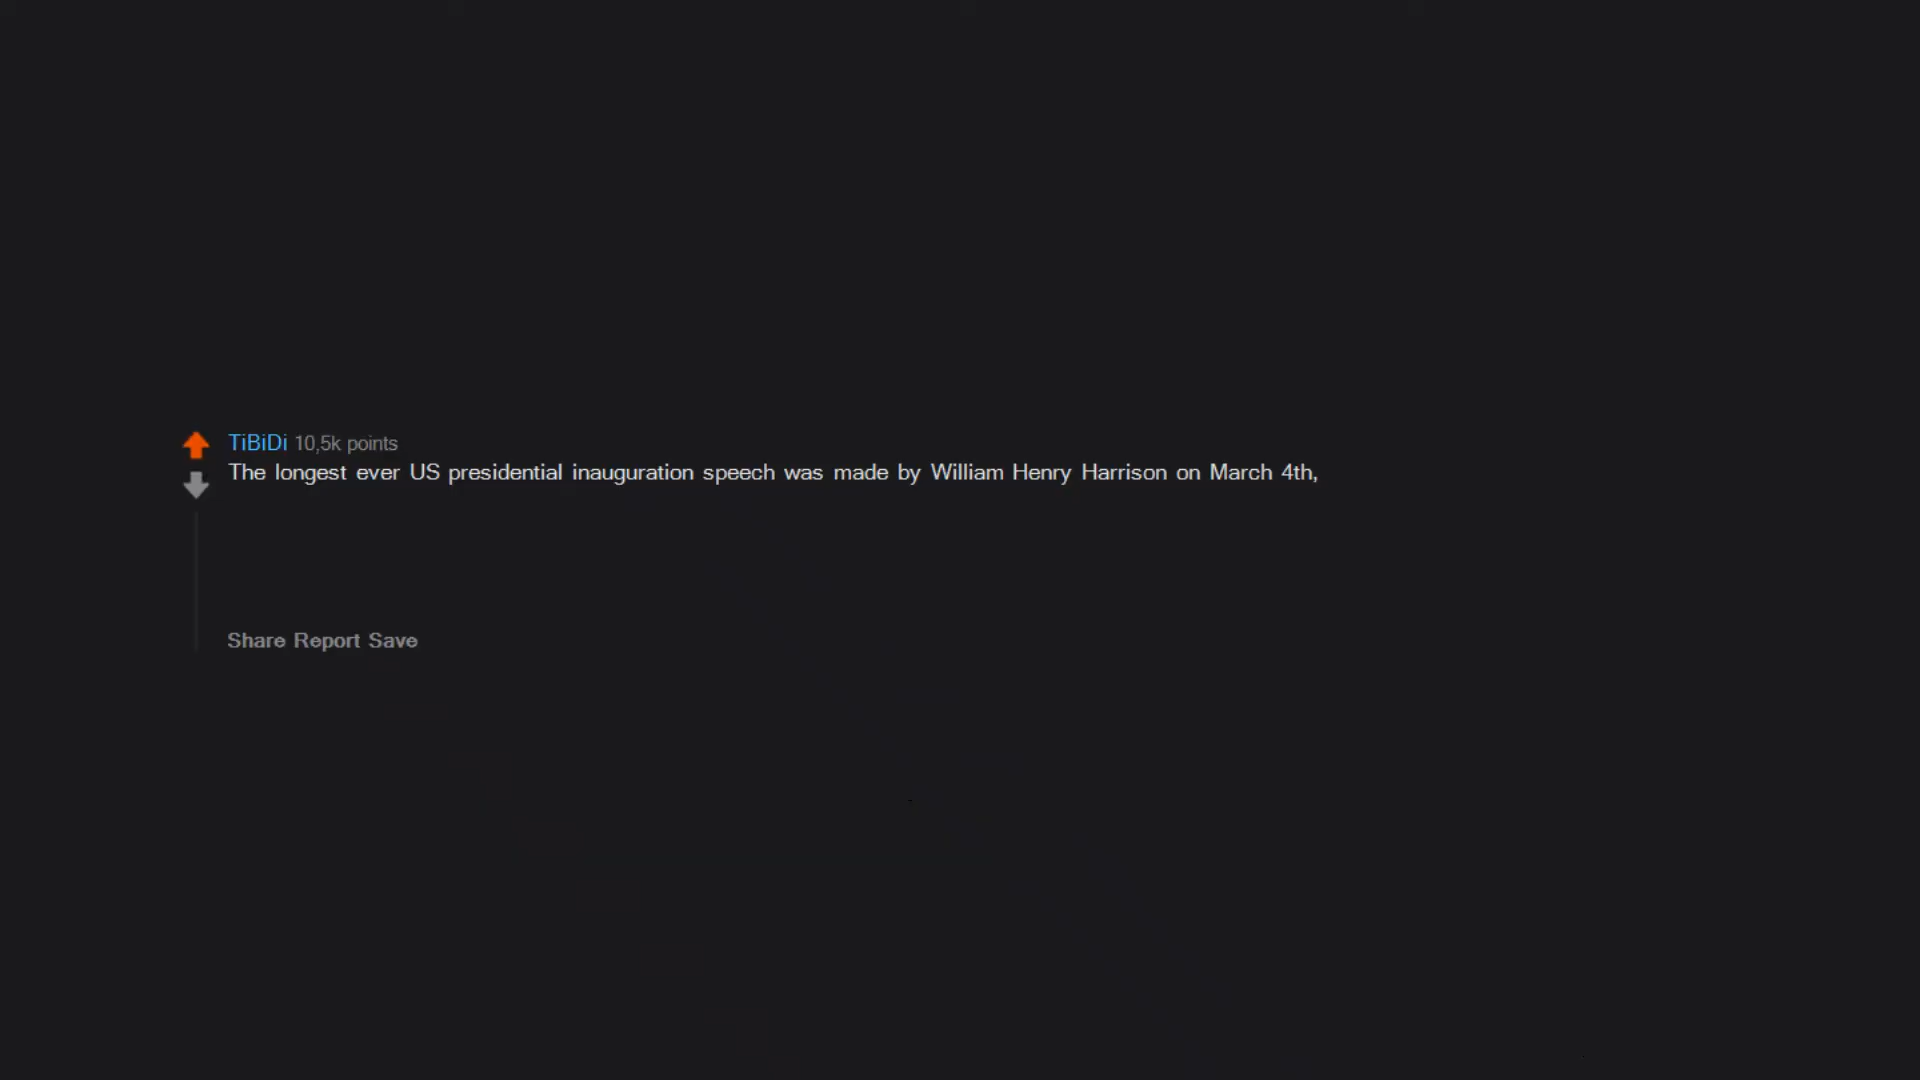 TiBiDi 10,5k points
The longest ever US presidential inauguration speech was made by William Henry Harrison on March 4th,
Share Report Save